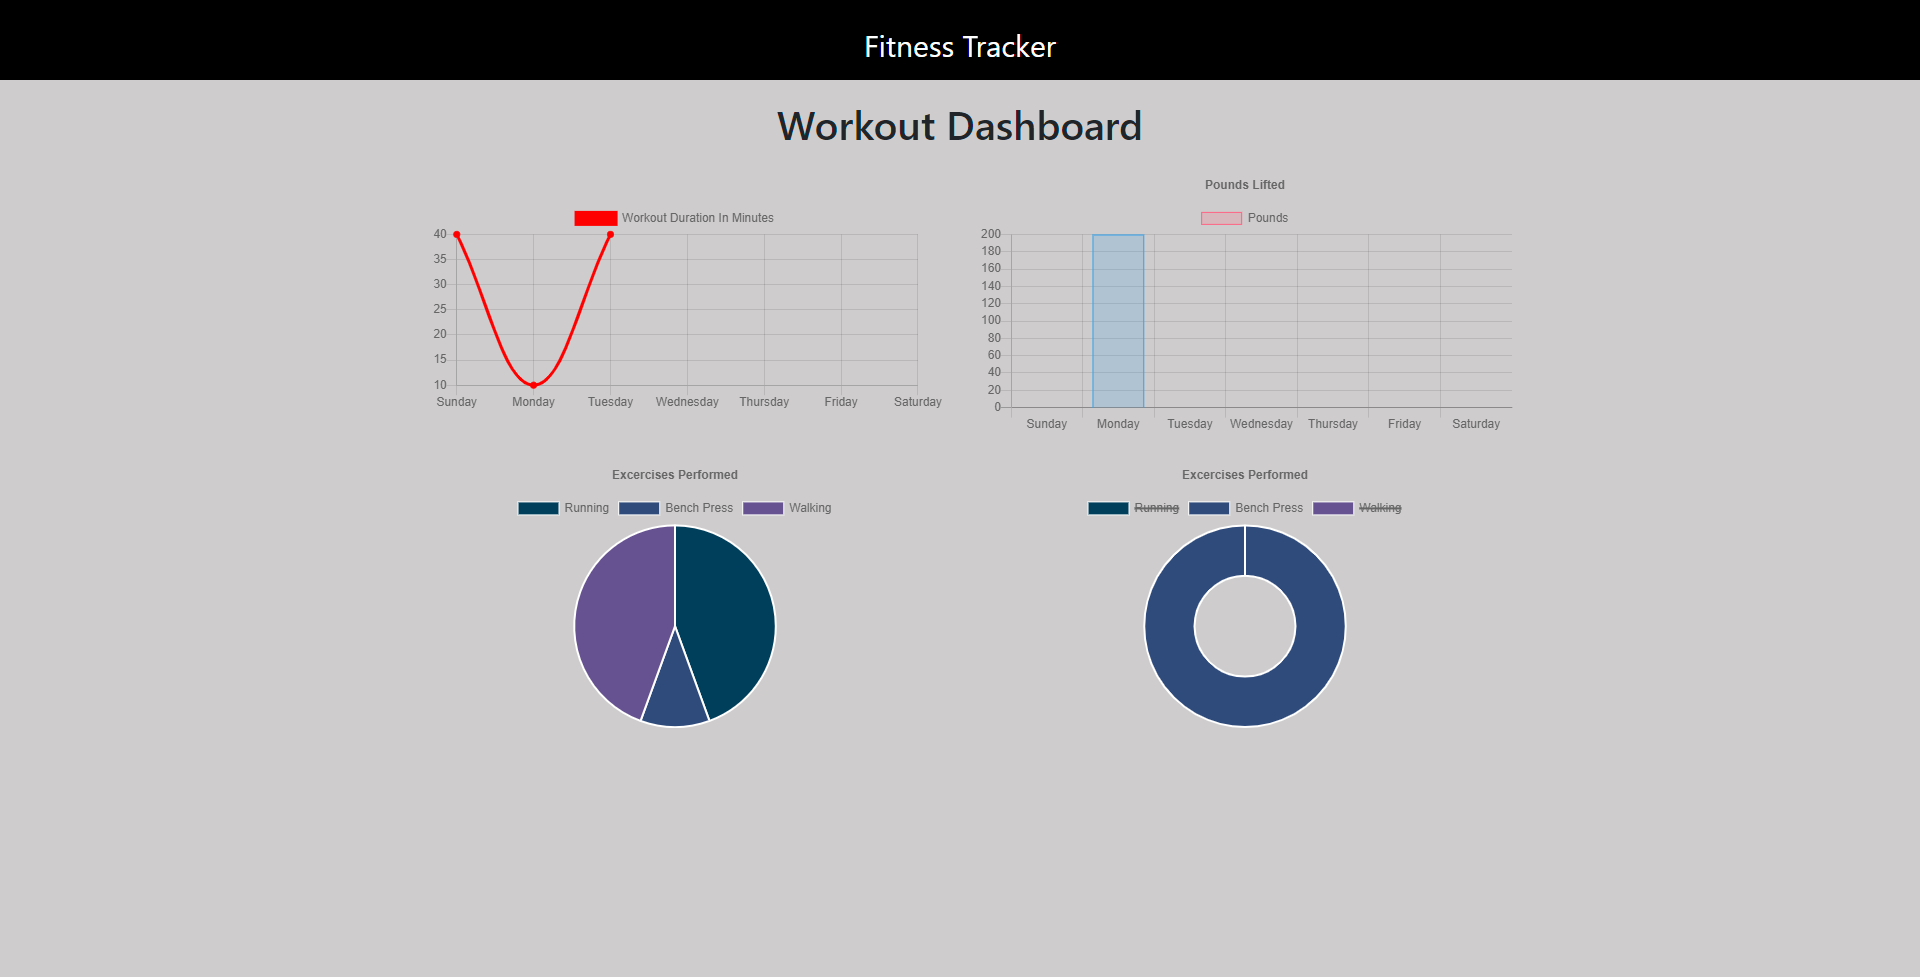 Fitness Tracker
Workout Dashboard
Workout Duration In Minutes
40
35
30
25
20
15
10
Sunday Monday Tuesday Wednesday Thursday Friday Saturday
Pounds Lifted
Pounds
200
180
160
140
120
100
80
60
40
20
0
Sunday Monday Tuesday Wednesday Thursday Friday Saturday
Excercises Performed
Running Bench Press Walking
Excercises Performed
Running Bench Press Walking